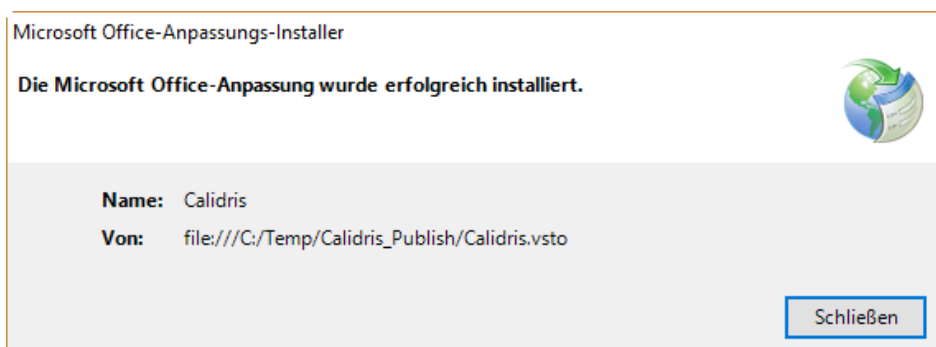 Microsoft Office-Anpassungs-Installer
Die Microsoft Office-Anpassung wurde erfolgreich installiert.
Name: Calidris
Von: file:///C:/Temp/Calidris_Publish/Calidris.vsto
Schließen